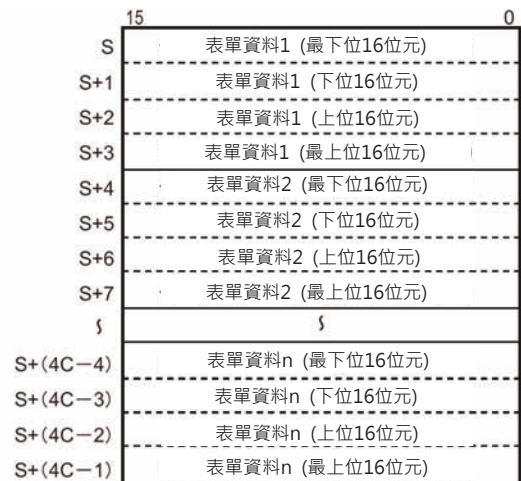 15 0
S 表單資料1 (最下位16位元)
S+1 表單資料1 (下位16位元)
S+2 表單資料1 (上位16位元)
S+3 表單資料1 (最上位16位元)
S+4 表單資料2 (最下位16位元)
S+5 表單資料2 (下位16位元)
S+6 表單資料2 (上位16位元)
S+7 表單資料2 (最上位16位元)
S+(4C－4) 表單資料n (最下位16位元)
S+(4C－3) 表單資料n (下位16位元)
S+(4C－2) 表單資料n (上位16位元)
S+(4C－1) 表單資料n (最上位16位元)